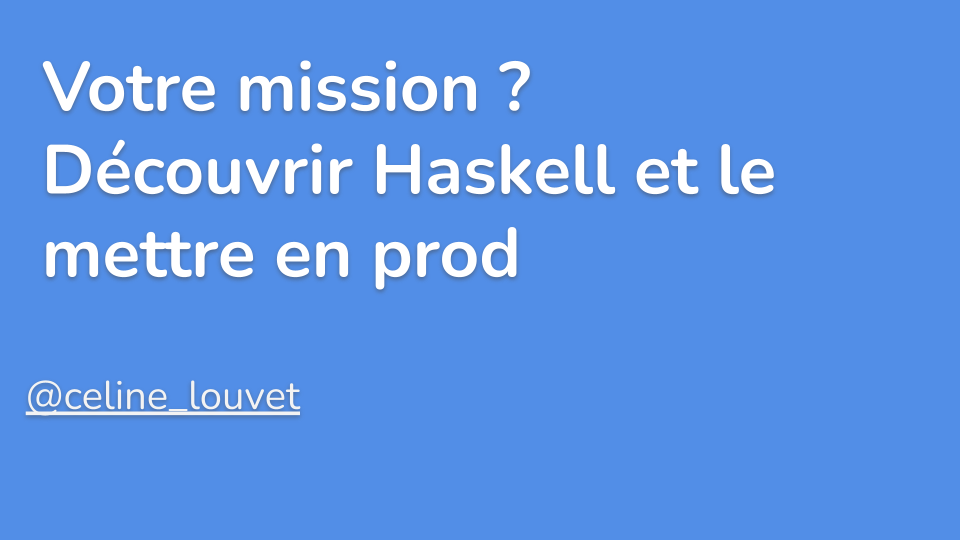 Votre mission ?
Découvrir Haskell et le
mettre en prod
@celine_louvet